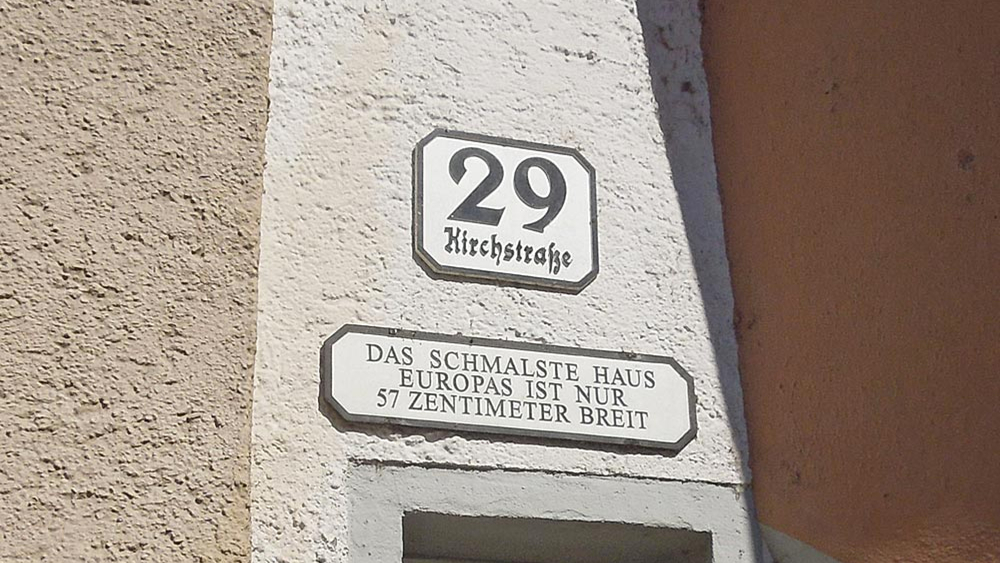 29
Kirchstraße
DAS SCHMALSTE HAUS
EUROPAS IST NUR
57 ZENTIMETER BREIT